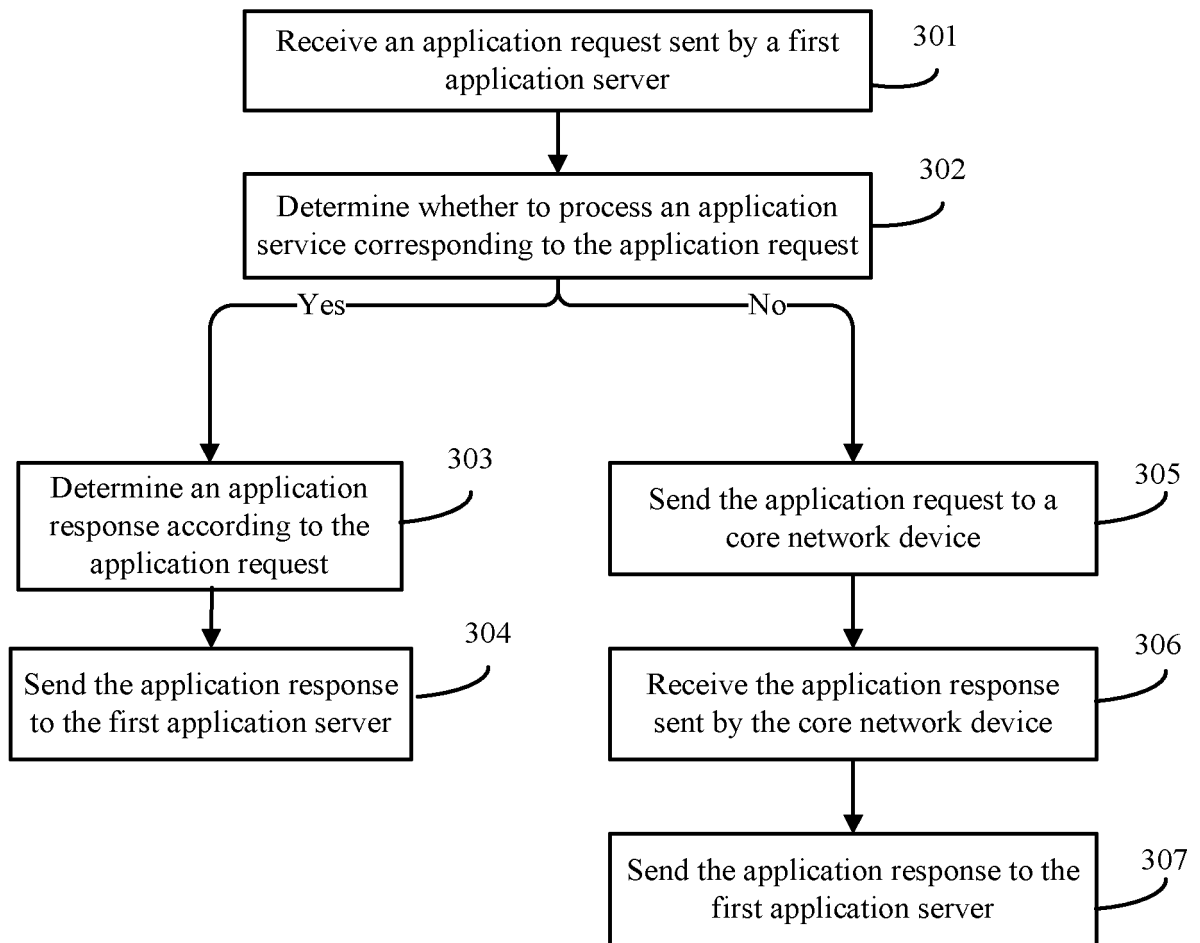 Receive an application request sent by a first
application server
301
Determine whether to process an application
service corresponding to the application request
302
Yes
No
Determine an application
response according to the
application request
303
Send the application response
to the first application server
304
Send the application request to a
core network device
305
Receive the application response
sent by the core network device
306
Send the application response to the
first application server
307